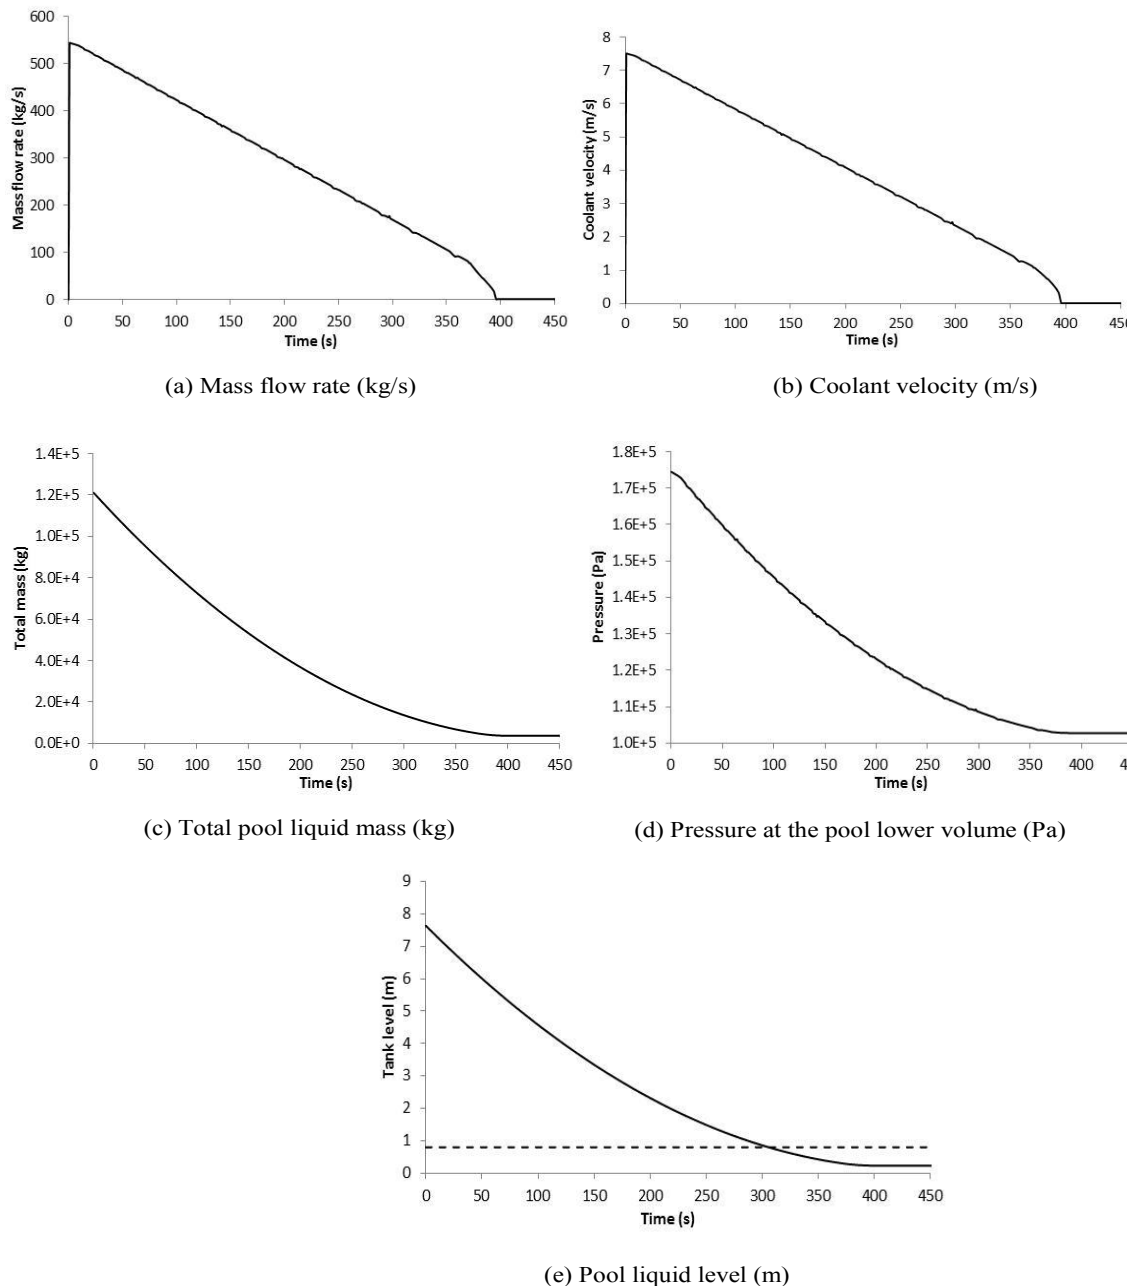 600
500
400
300
200
100
0
Mass flow rate (kg/s)
0 50 100 150 200 250 300 350 400 450
Time (s)
(a) Mass flow rate (kg/s)
8
7
6
5
4
3
2
1
0
Coolant velocity (m/s)
0 50 100 150 200 250 300 350 400 450
Time (s)
(b) Coolant velocity (m/s)
1.4E+5
1.2E+5
1.0E+5
8.0E+4
6.0E+4
4.0E+4
2.0E+4
0.0E+0
Total mass (kg)
0 50 100 150 200 250 300 350 400 450
Time (s)
(c) Total pool liquid mass (kg)
1.8E+5
1.7E+5
1.6E+5
1.5E+5
1.4E+5
1.3E+5
1.2E+5
1.1E+5
1.0E+5
Pressure (Pa)
0 50 100 150 200 250 300 350 400
Time (s)
(d) Pressure at the pool lower volume (Pa)
9
8
7
6
5
4
3
2
1
0
Tank level (m)
0 50 100 150 200 250 300 350 400 450
Time (s)
(e) Pool liquid level (m)